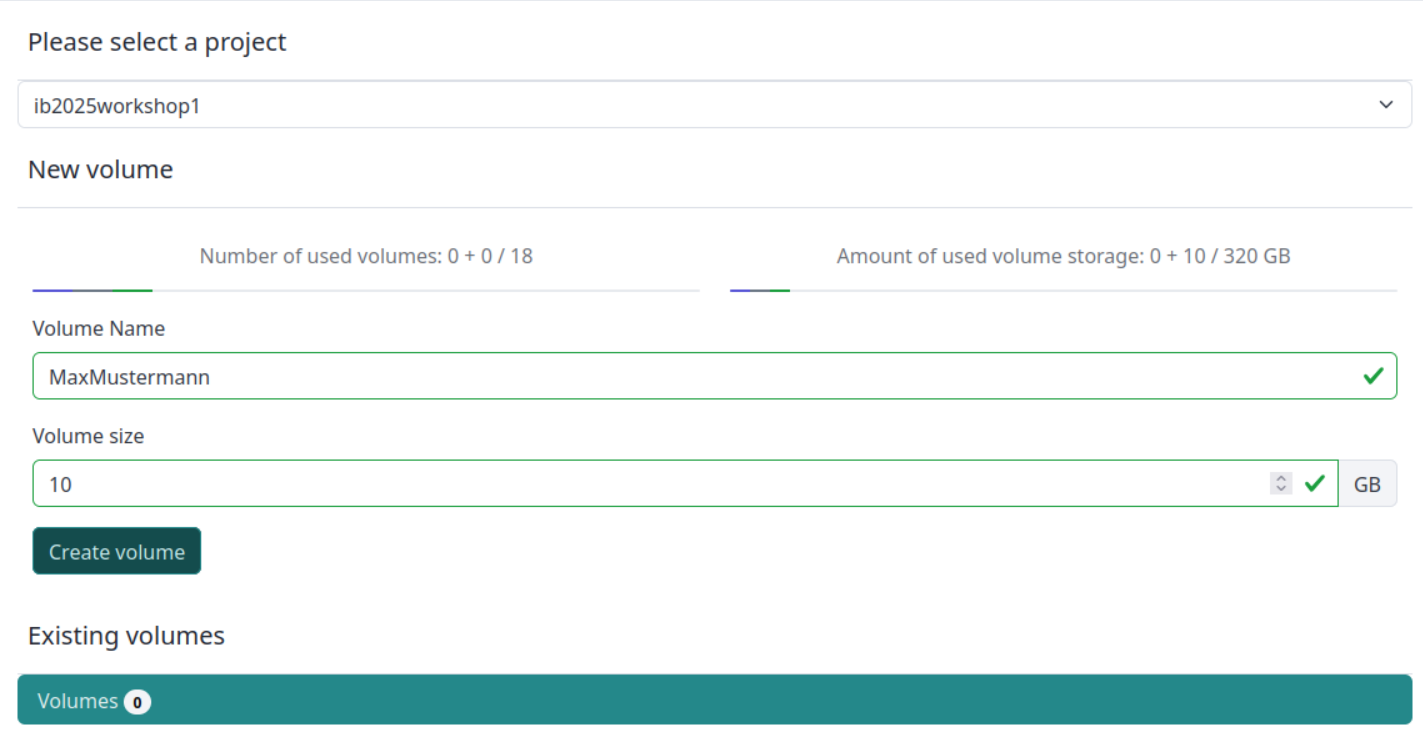 Please select a project
ib2025workshop1
New volume
Number of used volumes: 0 + 0 / 18
Amount of used volume storage: 0 + 10 / 320 GB
Volume Name
MaxMustermann
Volume size
10
GB
Create volume
Existing volumes
Volumes 0